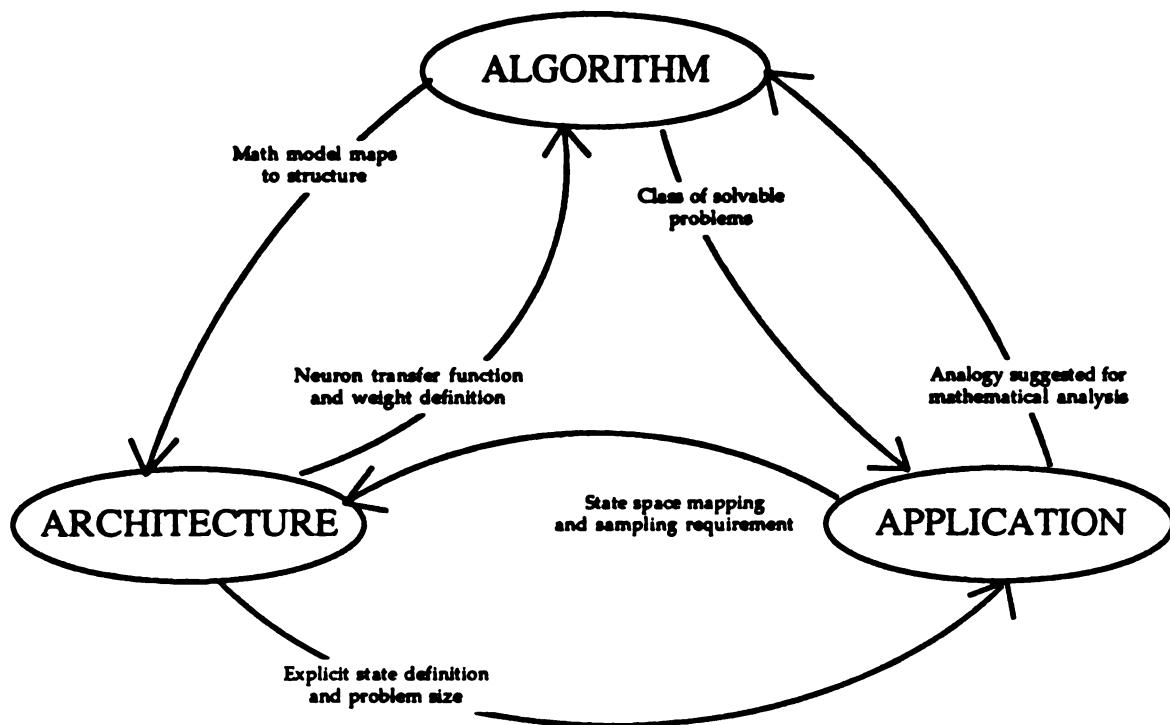 ALGORITHM
Math model maps
to structure
Class of solvable
problems
Neuron transfer function
and weight definition
Analogy suggested for
mathematical analysis
State space mapping
and sampling requirement
ARCHITECTURE
APPLICATION
Explicit state definition
and problem size